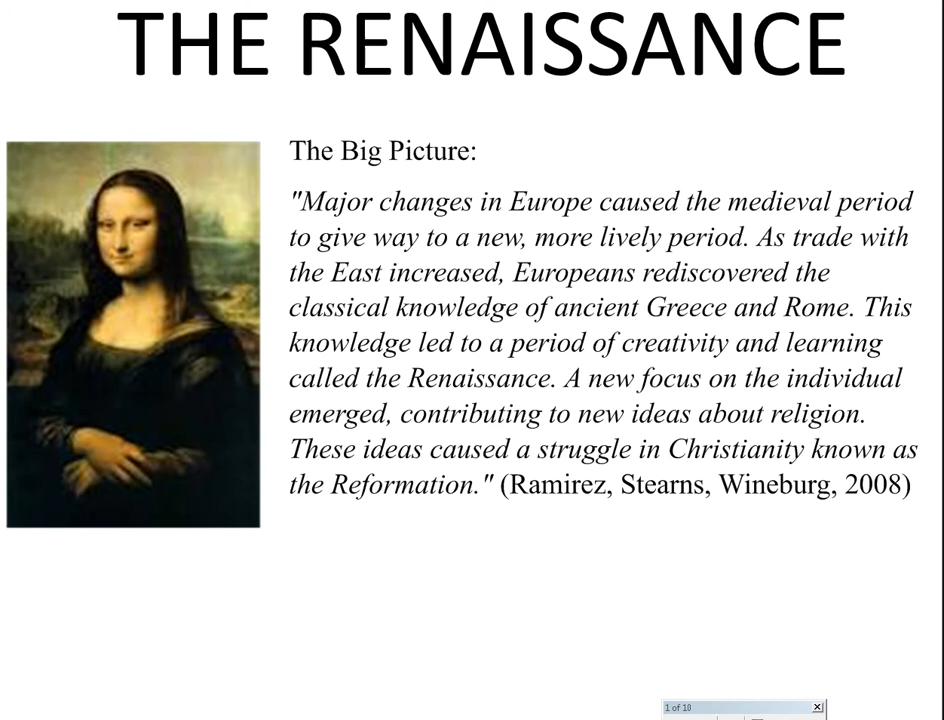 THE RENAISSANCE
The Big Picture:
"Major changes in Europe caused the medieval period
to give way to a new, more lively period. As trade with
the East increased, Europeans rediscovered the
classical knowledge of ancient Greece and Rome. This
knowledge led to a period of creativity and learning
called the Renaissance. A new focus on the individual
emerged, contributing to new ideas about religion.
These ideas caused a struggle in Christianity known as
the Reformation." (Ramirez, Stearns, Wineburg, 2008)
1 of 10